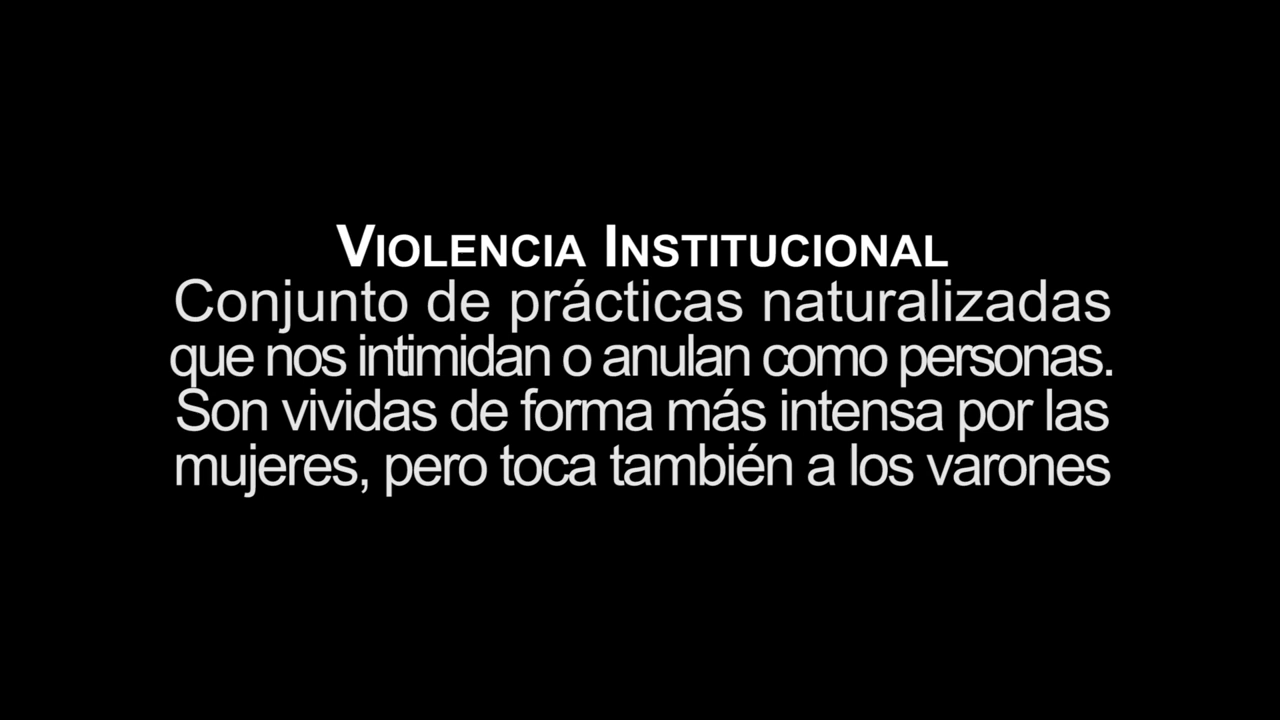 Violencia Institucional
Conjunto de prácticas naturalizadas
que nos intimidan o anulan como personas.
Son vividas de forma más intensa por las
mujeres, pero toca también a los varones